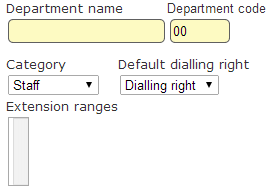 Department name Department code
00
Category Default dialling right
Staff Dialling right
Extension ranges